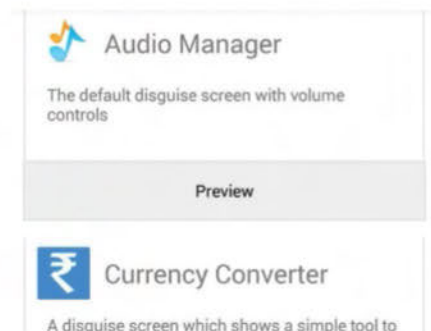 Audio Manager
The default disguise screen with volume
controls
Preview
₹
Currency Converter
A disguise screen which shows a simple tool to